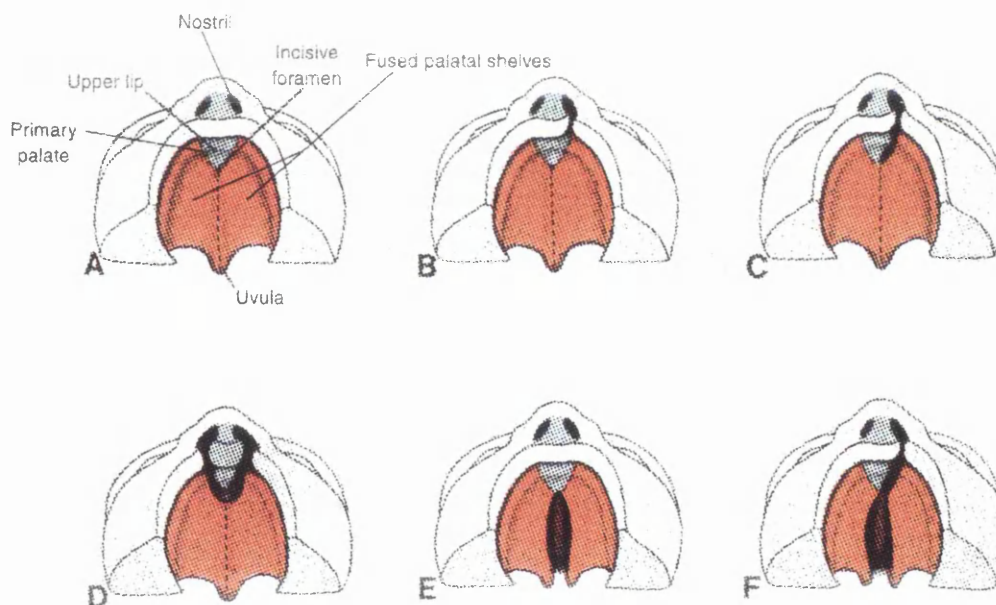 Nostril
Incisive
foramen
Fused palatal shelves
Upper lip
Primary
palate
A
B
C
Uvula
D
E
F